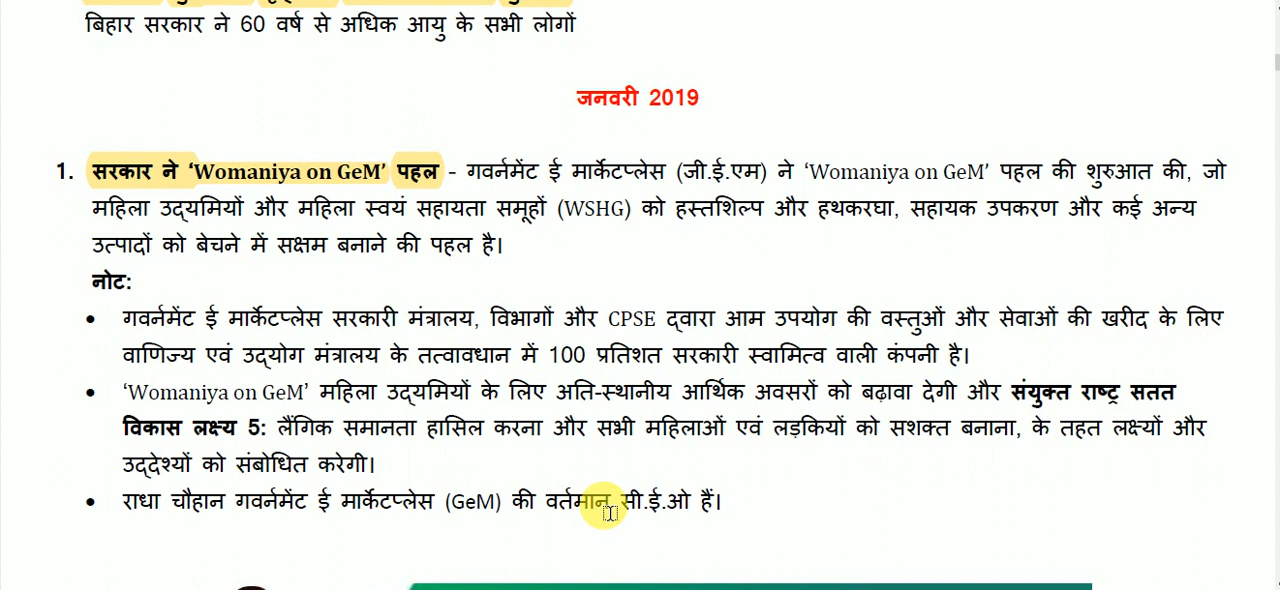 बिहार सरकार ने 60 वर्ष से अधिक आयु के सभी लोगों
जनवरी 2019
1. सरकार ने ‘Womaniya on GeM’ पहल - गवर्नमेंट ई मार्केटप्लेस (जी.ई.एम) ने ‘Womaniya on GeM’ पहल की शुरुआत की, जो
महिला उद्यमियों और महिला स्वयं सहायता समूहों (WSHG) को हस्तशिल्प और हथकरघा, सहायक उपकरण और कई अन्य
उत्पादों को बेचने में सक्षम बनाने की पहल है।
नोट:
• गवर्नमेंट ई मार्केटप्लेस सरकारी मंत्रालय, विभागों और CPSE द्वारा आम उपयोग की वस्तुओं और सेवाओं की खरीद के लिए
वाणिज्य एवं उद्योग मंत्रालय के तत्वावधान में 100 प्रतिशत सरकारी स्वामित्व वाली कंपनी है।
• ‘Womaniya on GeM’ महिला उद्यमियों के लिए अति-स्थानीय आर्थिक अवसरों को बढ़ावा देगी और संयुक्त राष्ट्र सतत
विकास लक्ष्य 5: लैंगिक समानता हासिल करना और सभी महिलाओं एवं लड़कियों को सशक्त बनाना, के तहत लक्ष्यों और
उद्देश्यों को संबोधित करेगी।
• राधा चौहान गवर्नमेंट ई मार्केटप्लेस (GeM) की वर्तमान सी.ई.ओ हैं।